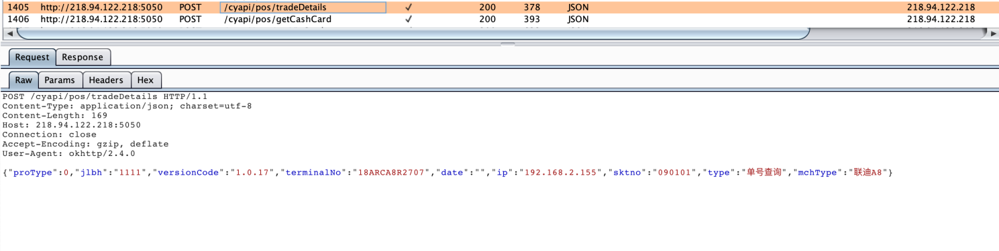 1405 http://218.94.122.218:5050 POST /cyapi/pos/tradeDetails ✓ 200 378 JSON 218.94.122.218
1406 http://218.94.122.218:5050 POST /cyapi/pos/getCashCard ✓ 200 393 JSON 218.94.122.218
Request Response
Raw Params Headers Hex
POST /cyapi/pos/tradeDetails HTTP/1.1
Content-Type: application/json; charset=utf-8
Content-Length: 169
Host: 218.94.122.218:5050
Connection: close
Accept-Encoding: gzip, deflate
User-Agent: okhttp/2.4.0
{"proType":0,"jlbh":"1111","versionCode":"1.0.17","terminalNo":"18ARCA8R2707","date":"","ip":"192.168.2.155","sktno":"090101","type":"单号查询","mchType":"联迪A8"}